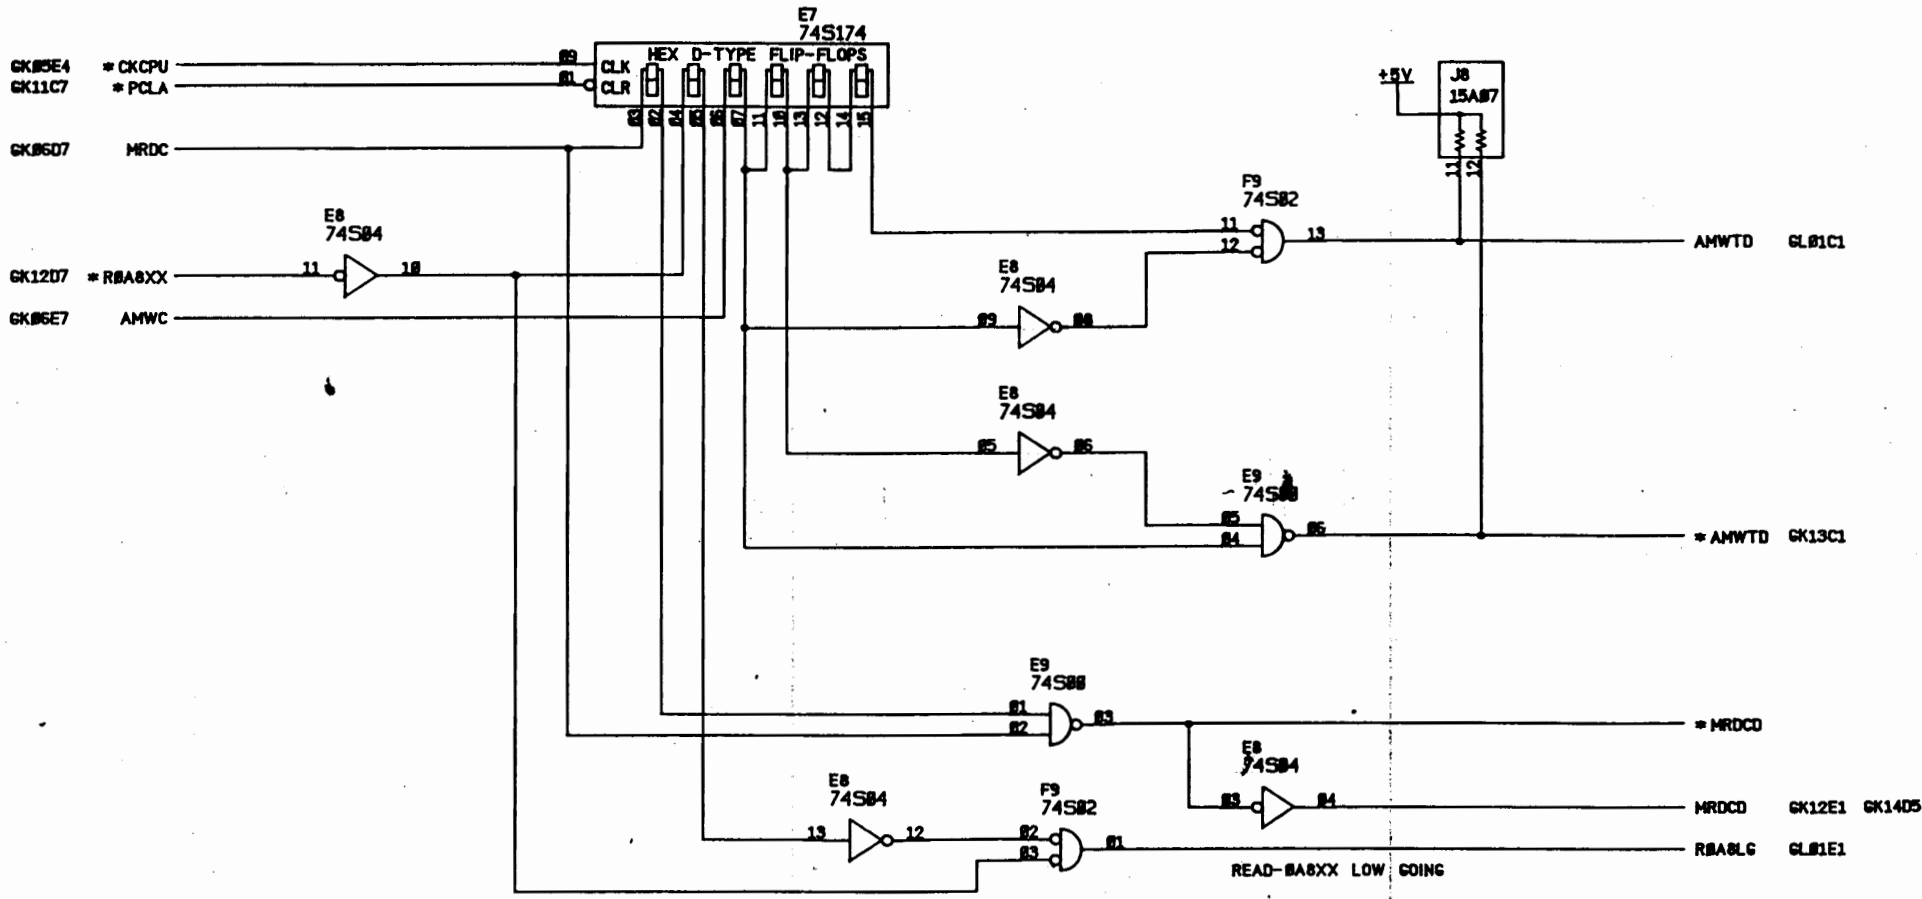 E7
74S174
HEX D-TYPE FLIP-FLOPS
GK05E4 *CKCPU 09 CLK
GK11C7 *PCLA 01 CLR
03 02 04 05 06 07 11 10 13 12 14 15
+5V
J8
15A07
11 12
GK06D7 MRDC
F9
74S02
11
12
13
AMWTD GL01C1
E8
74S04
GK12D7 *R0A8XX 11 10
E8
74S04
GK06E7 AMWC
09 08
E8
74S04
05 06
E9
05
04
06
*AMWTD GK13C1
E9
74S00
01
02
03
*MRDCD
E8
74S04
03 04
MRDCD GK12E1 GK14D5
E8
74S04
13 12
F9
74S02
02
03
01
R0A8LG GL01E1
READ-0A8XX LOW GOING